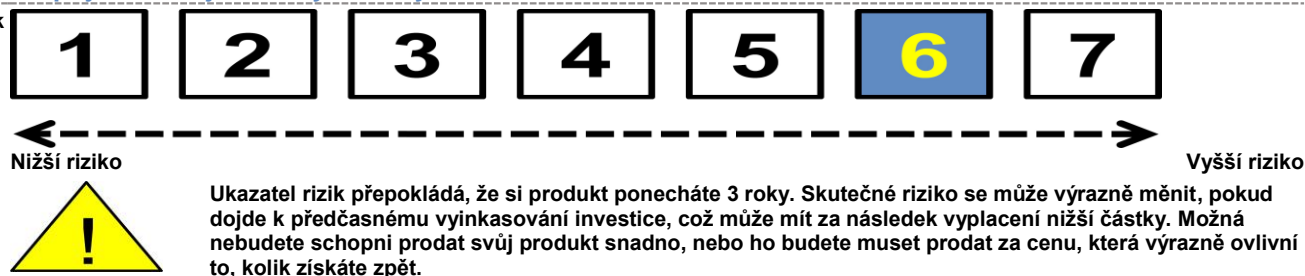 k
1 2 3 4 5 6 7
Nižší riziko Vyšší riziko
!
Ukazatel rizik přepokládá, že si produkt ponecháte 3 roky. Skutečné riziko se může výrazně měnit, pokud
dojde k předčasnému vyinkasování investice, což může mít za následek vyplacení nižší částky. Možná
nebudete schopni prodat svůj produkt snadno, nebo ho budete muset prodat za cenu, která výrazně ovlivní
to, kolik získáte zpět.